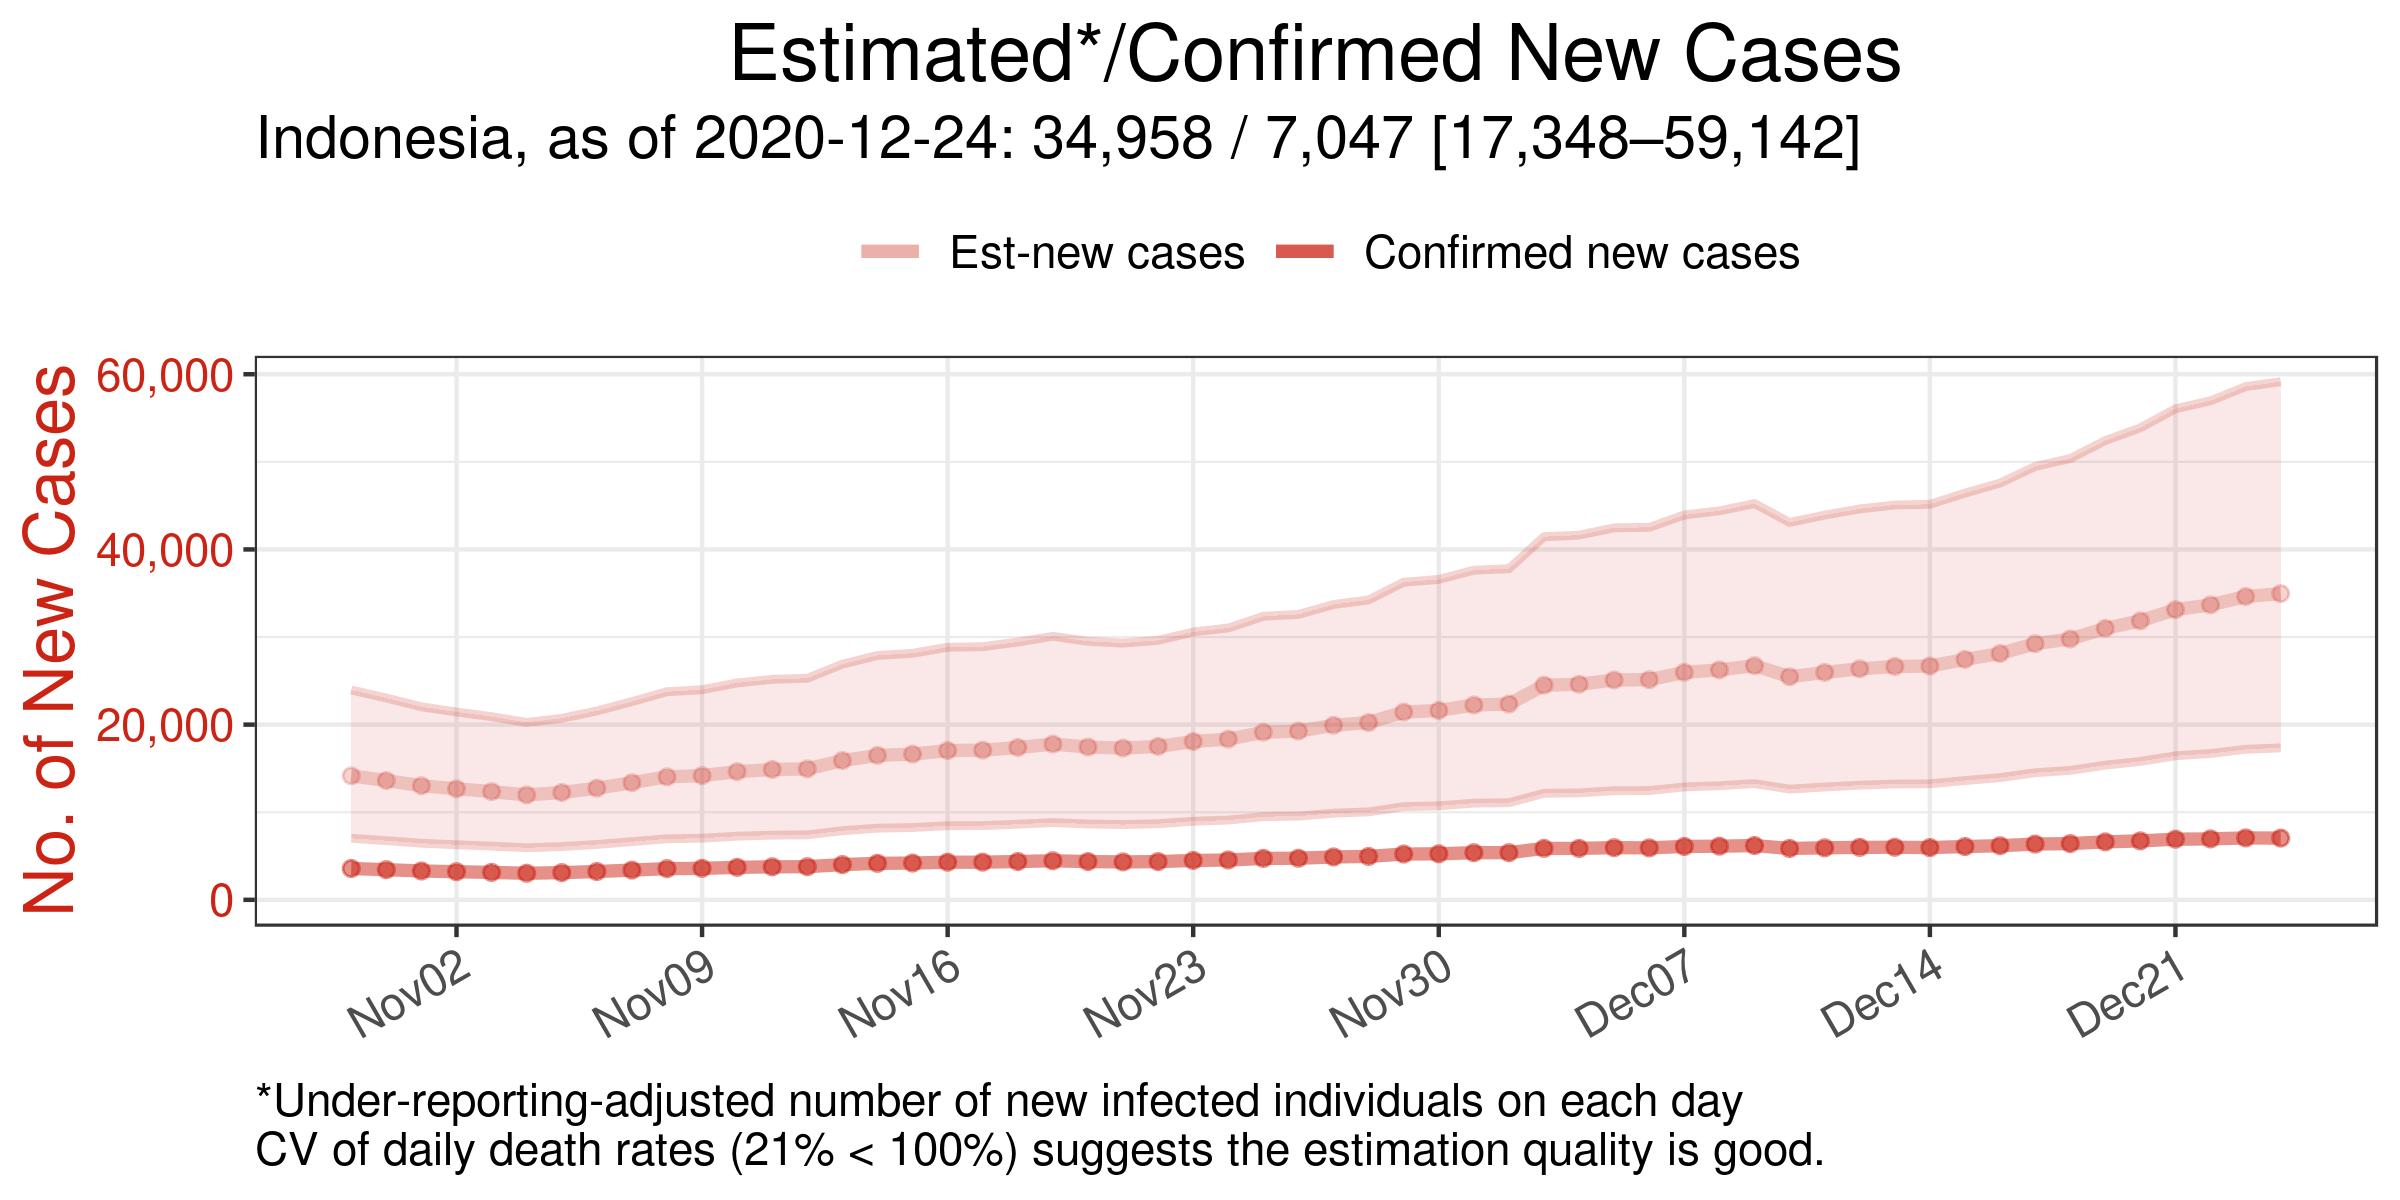 Estimated*/Confirmed New Cases
Indonesia, as of 2020-12-24: 34,958 / 7,047 [17,348–59,142]
Est-new cases
Confirmed new cases
No. of New Cases
60,000
40,000
20,000
0
Nov02
Nov09
Nov16
Nov23
Nov30
Dec07
Dec14
Dec21
*Under-reporting-adjusted number of new infected individuals on each day
CV of daily death rates (21% < 100%) suggests the estimation quality is good.